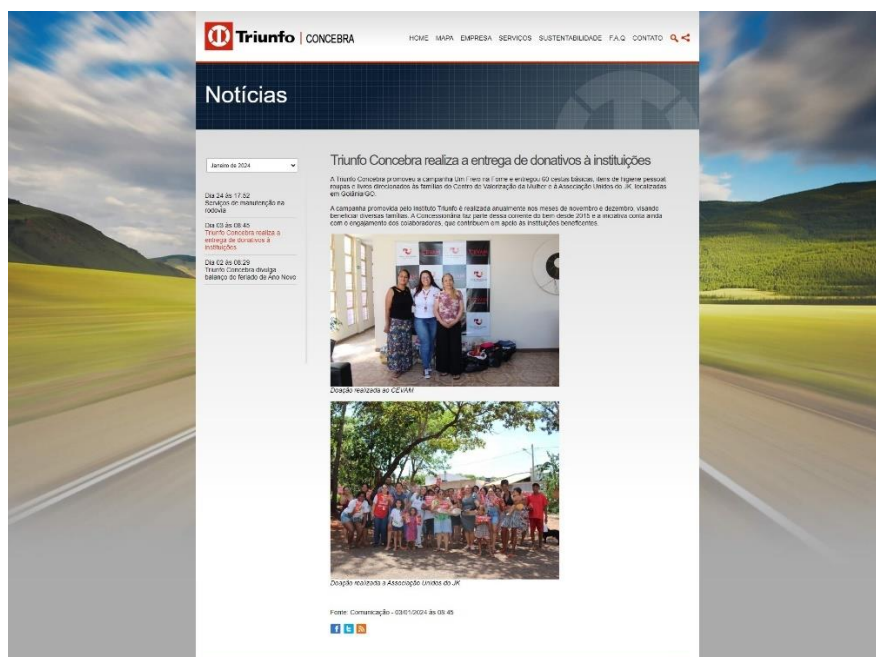 Triunfo | CONCEBRA
HOME MAPA EMPRESA SERVIÇOS SUSTENTABILIDADE F.A.Q CONTATO
Notícias
Janeiro de 2024
Dia 24 às 17:52
Serviços de manutenção na
rodovia
Dia 03 às 08:45
Triunfo Concebra realiza a
entrega de donativos à
instituições
Dia 02 às 08:29
Triunfo Concebra divulga
balanço do feriado de Ano Novo
Triunfo Concebra realiza a entrega de donativos à instituições
A Triunfo Concebra promoveu a campanha Um Freio na Fome e entregou 60 cestas básicas, itens de higiene pessoal,
roupas e livros direcionados às famílias do Centro de Valorização da Mulher e à Associação Unidos do JK, localizadas
em Goiânia/GO.
A campanha promovida pelo Instituto Triunfo é realizada anualmente nos meses de novembro e dezembro, visando
beneficiar diversas famílias. A Concessionária faz parte dessa corrente do bem desde 2015 e a iniciativa conta ainda
com o engajamento dos colaboradores, que contribuem em apoio às instituições beneficentes.
Doação realizada ao CEVAM
Doação realizada a Associação Unidos do JK
Fonte: Comunicação - 03/01/2024 às 08:45